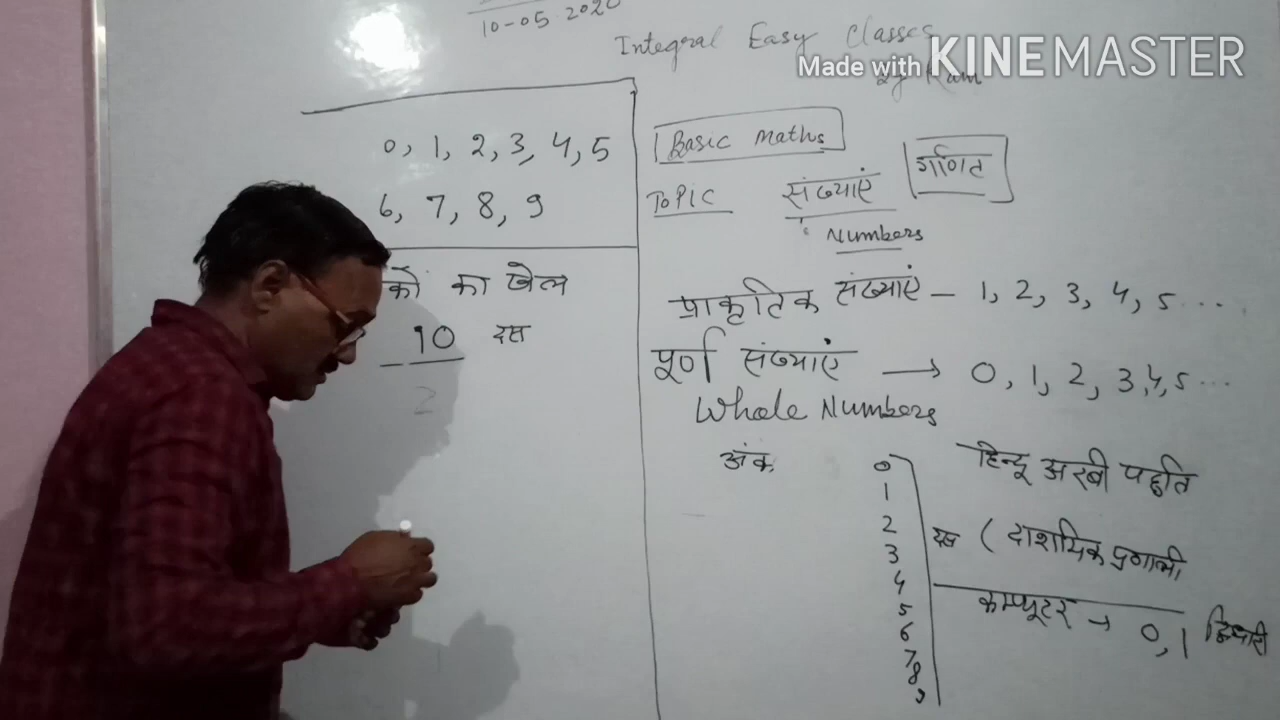 10-05.2020
Integral Easy Classes
Made with KINEMASTER
by Ram
0, 1, 2, 3, 4, 5
6, 7, 8, 9
कों का खेल
10 दस
2
Basic maths
गणित
TOPIC संख्याएं
Numbers
प्राकृतिक संख्याएं – 1, 2, 3, 4, 5 ...
पूर्ण संख्याएं → 0, 1, 2, 3, 4, 5 ...
Whole Numbers
अंक
0
1
2
3
4
5
6
7
8
9
हिन्दू अरबी पद्धति
दस ( दाशमिक प्रणाली
कम्प्यूटर → 0, 1